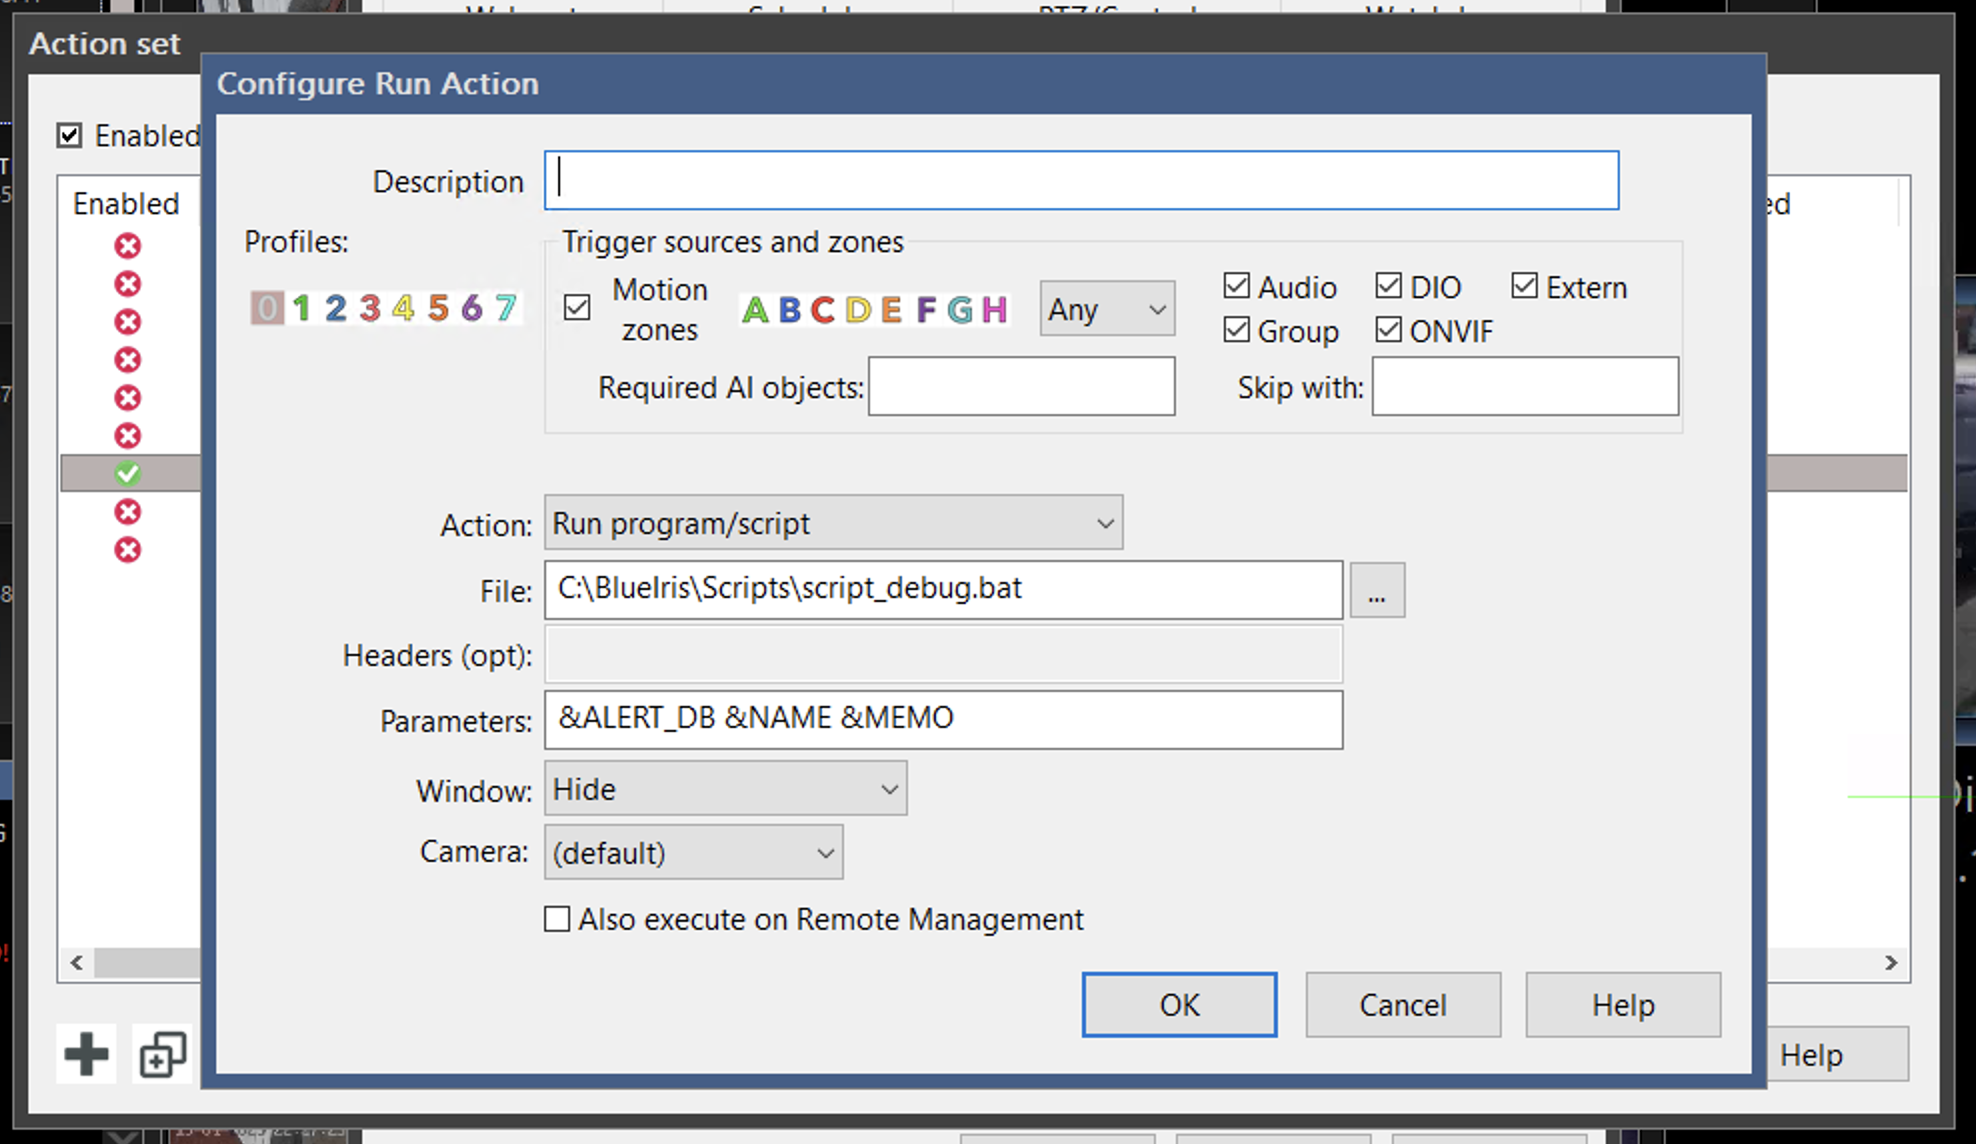 Action set
Configure Run Action
Enabled
Description
Enabled
Profiles:
Trigger sources and zones
0 1 2 3 4 5 6 7
Motion zones
A B C D E F G H
Any
Audio
DIO
Extern
Group
ONVIF
Required AI objects:
Skip with:
Action:
Run program/script
File:
C:\BlueIris\Scripts\script_debug.bat
...
Headers (opt):
Parameters:
&ALERT_DB &NAME &MEMO
Window:
Hide
Camera:
(default)
Also execute on Remote Management
OK
Cancel
Help
Help